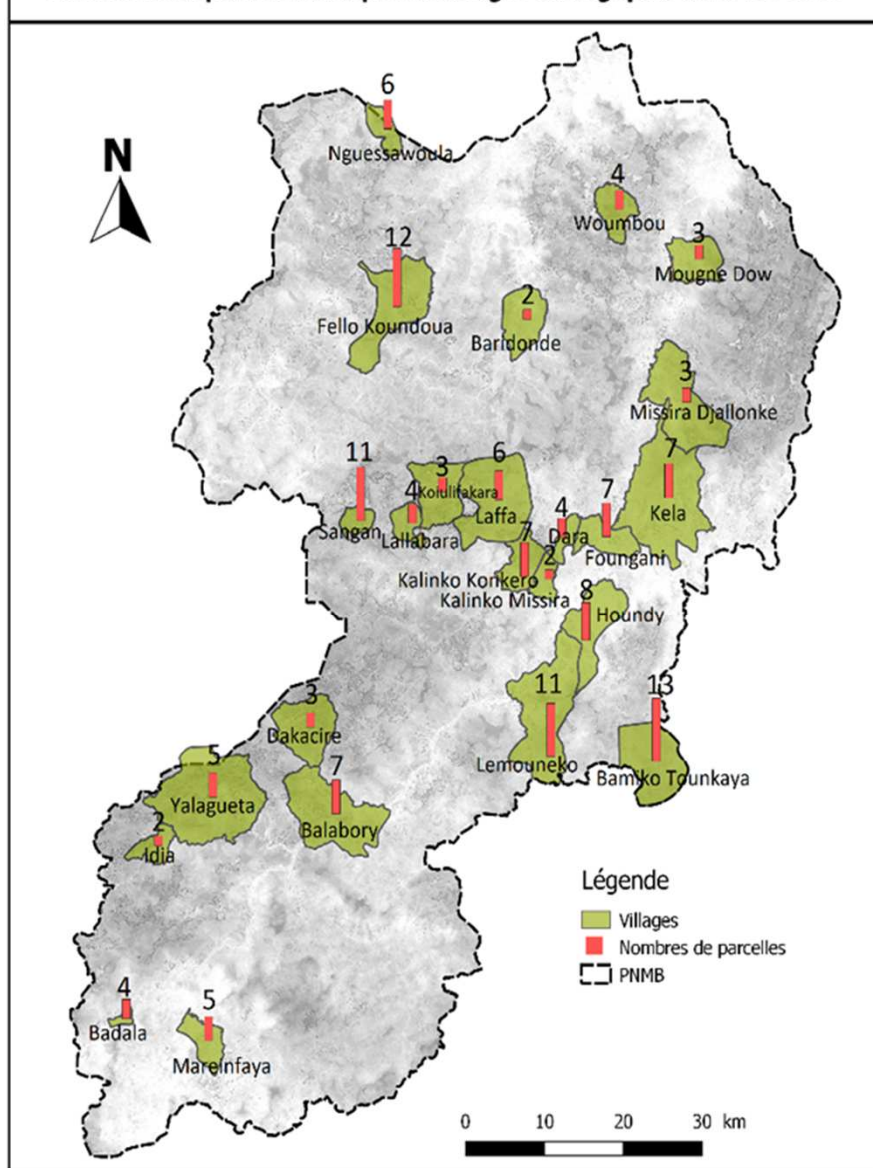 6
Nguessawoula
N
4
Woumbou
3
Mougne Dow
12
Fello Koundoua
2
Baridonde
3
Missira Djallonke
11
Sangan
4
Lallabara
3
Kolulifakara
6
Laffa
7
Kela
4
Dara
7
Foungani
7
Kalinko Konkero
2
Kalinko Missira
8
Houndy
11
Lemouneko
13
Bamiko Tounkaya
3
Dakacire
5
Yalagueta
7
Balabory
2
Idia
Légende
Villages
Nombres de parcelles
PNMB
4
Badala
5
Mareinfaya
0 10 20 30 km